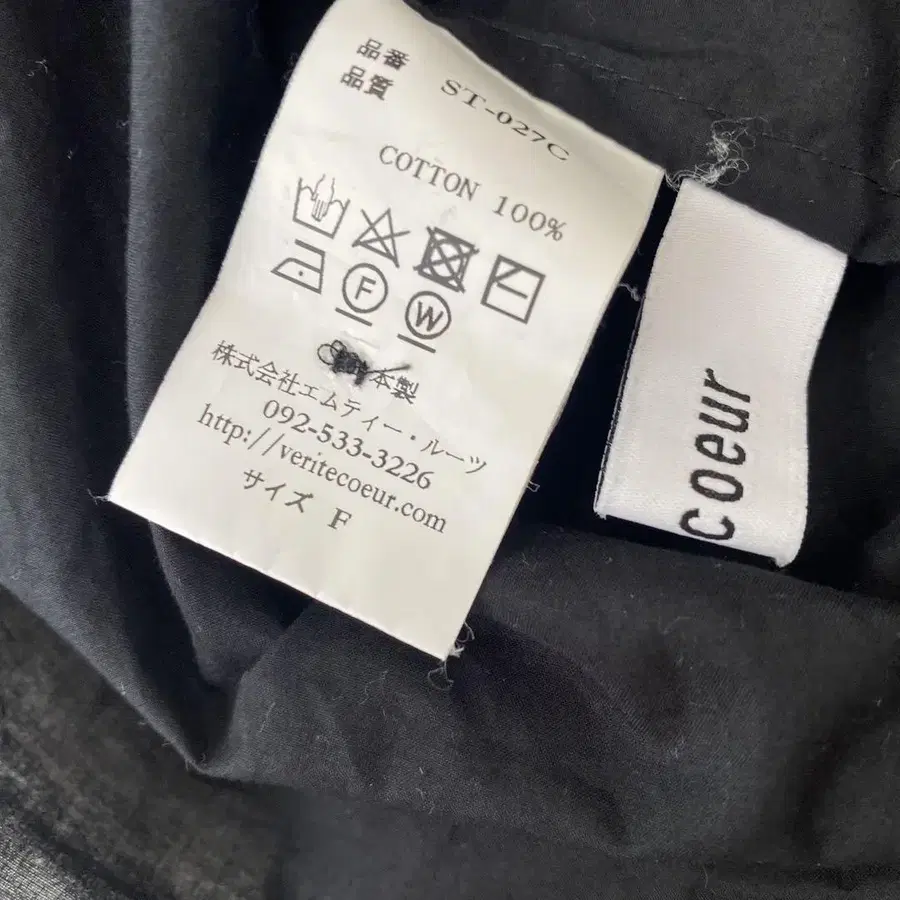 品番 ST-027C
品質
COTTON 100%
F W
本製
株式会社エムティー・ルーツ
092-533-3226
http://veritecoeur.com
サイズ F
coeur